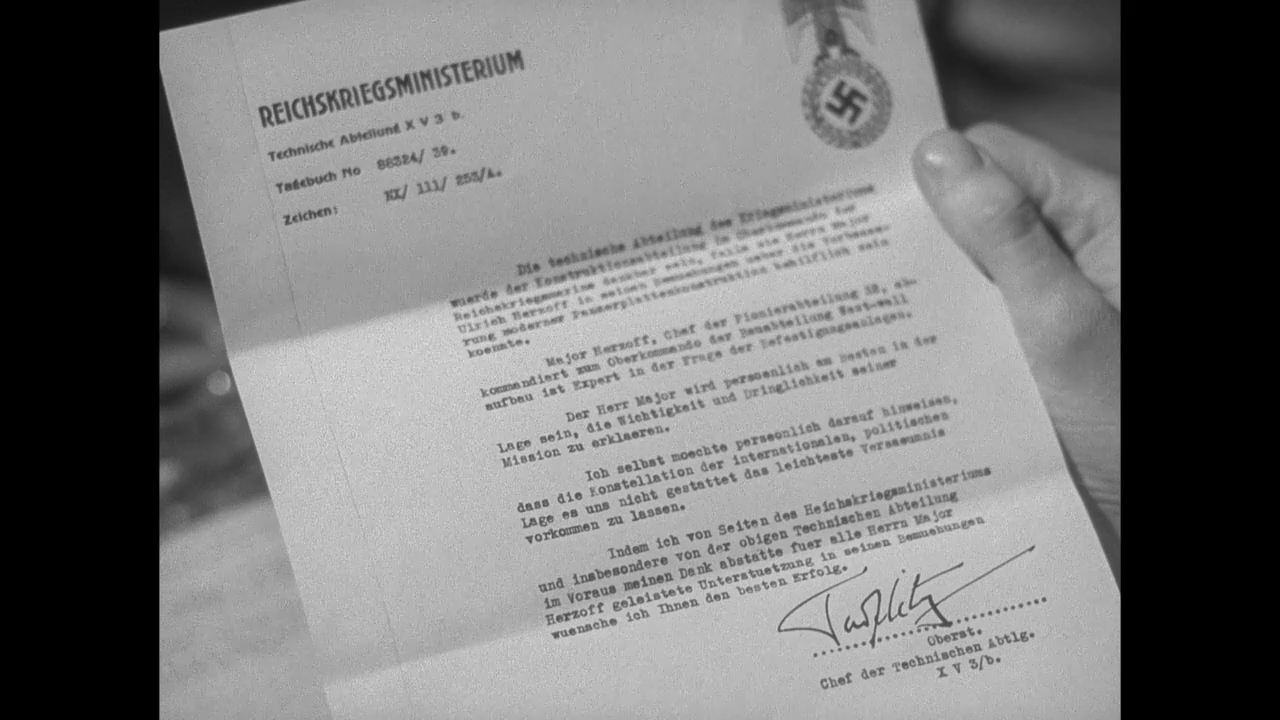 REICHSKRIEGSMINISTERIUM
Technische Abteilung X V 3 b.
Tagebuch No 88324/ 39.
Zeichen: NX/ 111/ 253/A.
Die technische Abteilung des Kriegsministeriums
wuerde der Konstruktionsabteilung im Oberkommando der
Reichskriegsmarine dankbar sein, falls sie Herrn Major
Ulrich Herzoff in seinen Bemuehungen ueber die Verbesse-
rung moderner Panzerplattenkonstruktion behilflich sein
koennte.
Major Herzoff, Chef der Pionierabteilung 38, ab-
kommandiert zum Oberkommando der Bauabteilung West-wall
aufbau ist Expert in der Frage der Befestigungsanlagen.
Der Herr Major wird persoenlich am besten in der
Lage sein, die Wichtigkeit und Dringlichkeit seiner
Mission zu erklaeren.
Ich selbst moechte persoenlich darauf hinweisen,
dass die Konstellation der internationalen, politischen
Lage es uns nicht gestattet das leichteste Versaeumnis
vorkommen zu lassen.
Indem ich von Seiten des Reichskriegsministeriums
und insbesondere von der obigen Technischen Abteilung
im Voraus meinen Dank abstatte fuer alle Herrn Major
Herzoff geleistete Unterstuetzung in seinen Bemuehungen
wuensche ich Ihnen den besten Erfolg.
Oberst.
Chef der Technischen Abtlg.
X V 3/b.